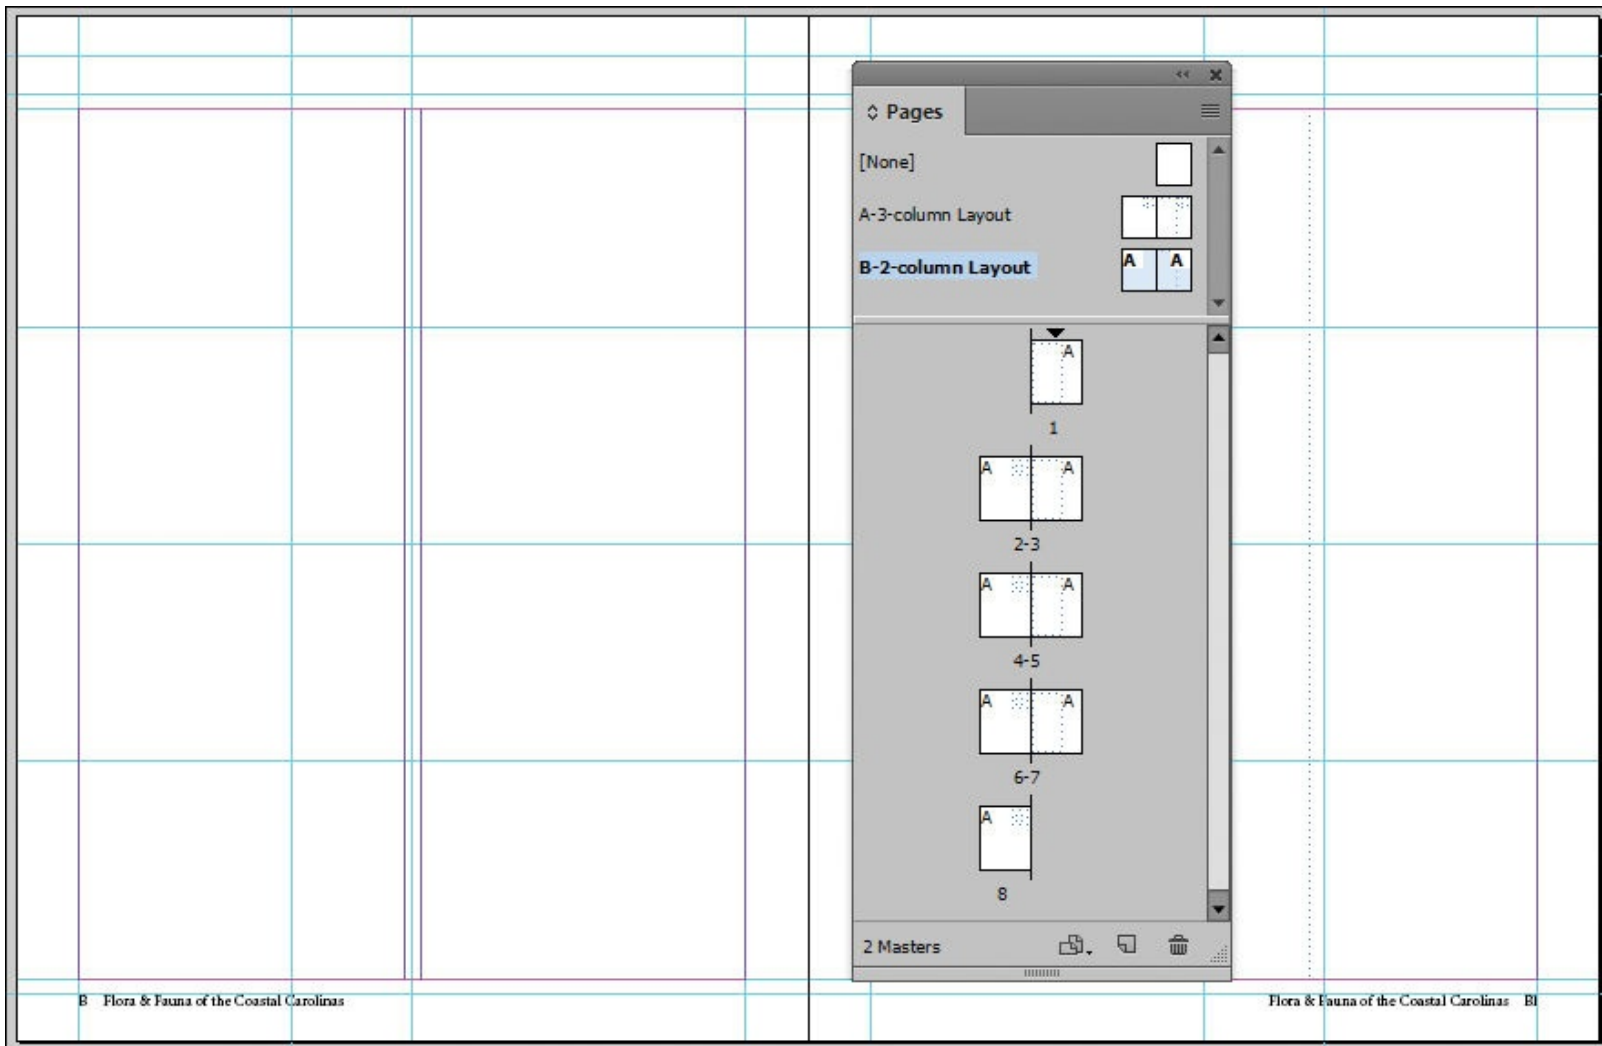 Pages
[None]
A-3-column Layout
B-2-column Layout
A A
A
1
A A
2-3
A A
4-5
A A
6-7
A
8
2 Masters
B Flora & Fauna of the Coastal Carolinas
Flora & Fauna of the Coastal Carolinas